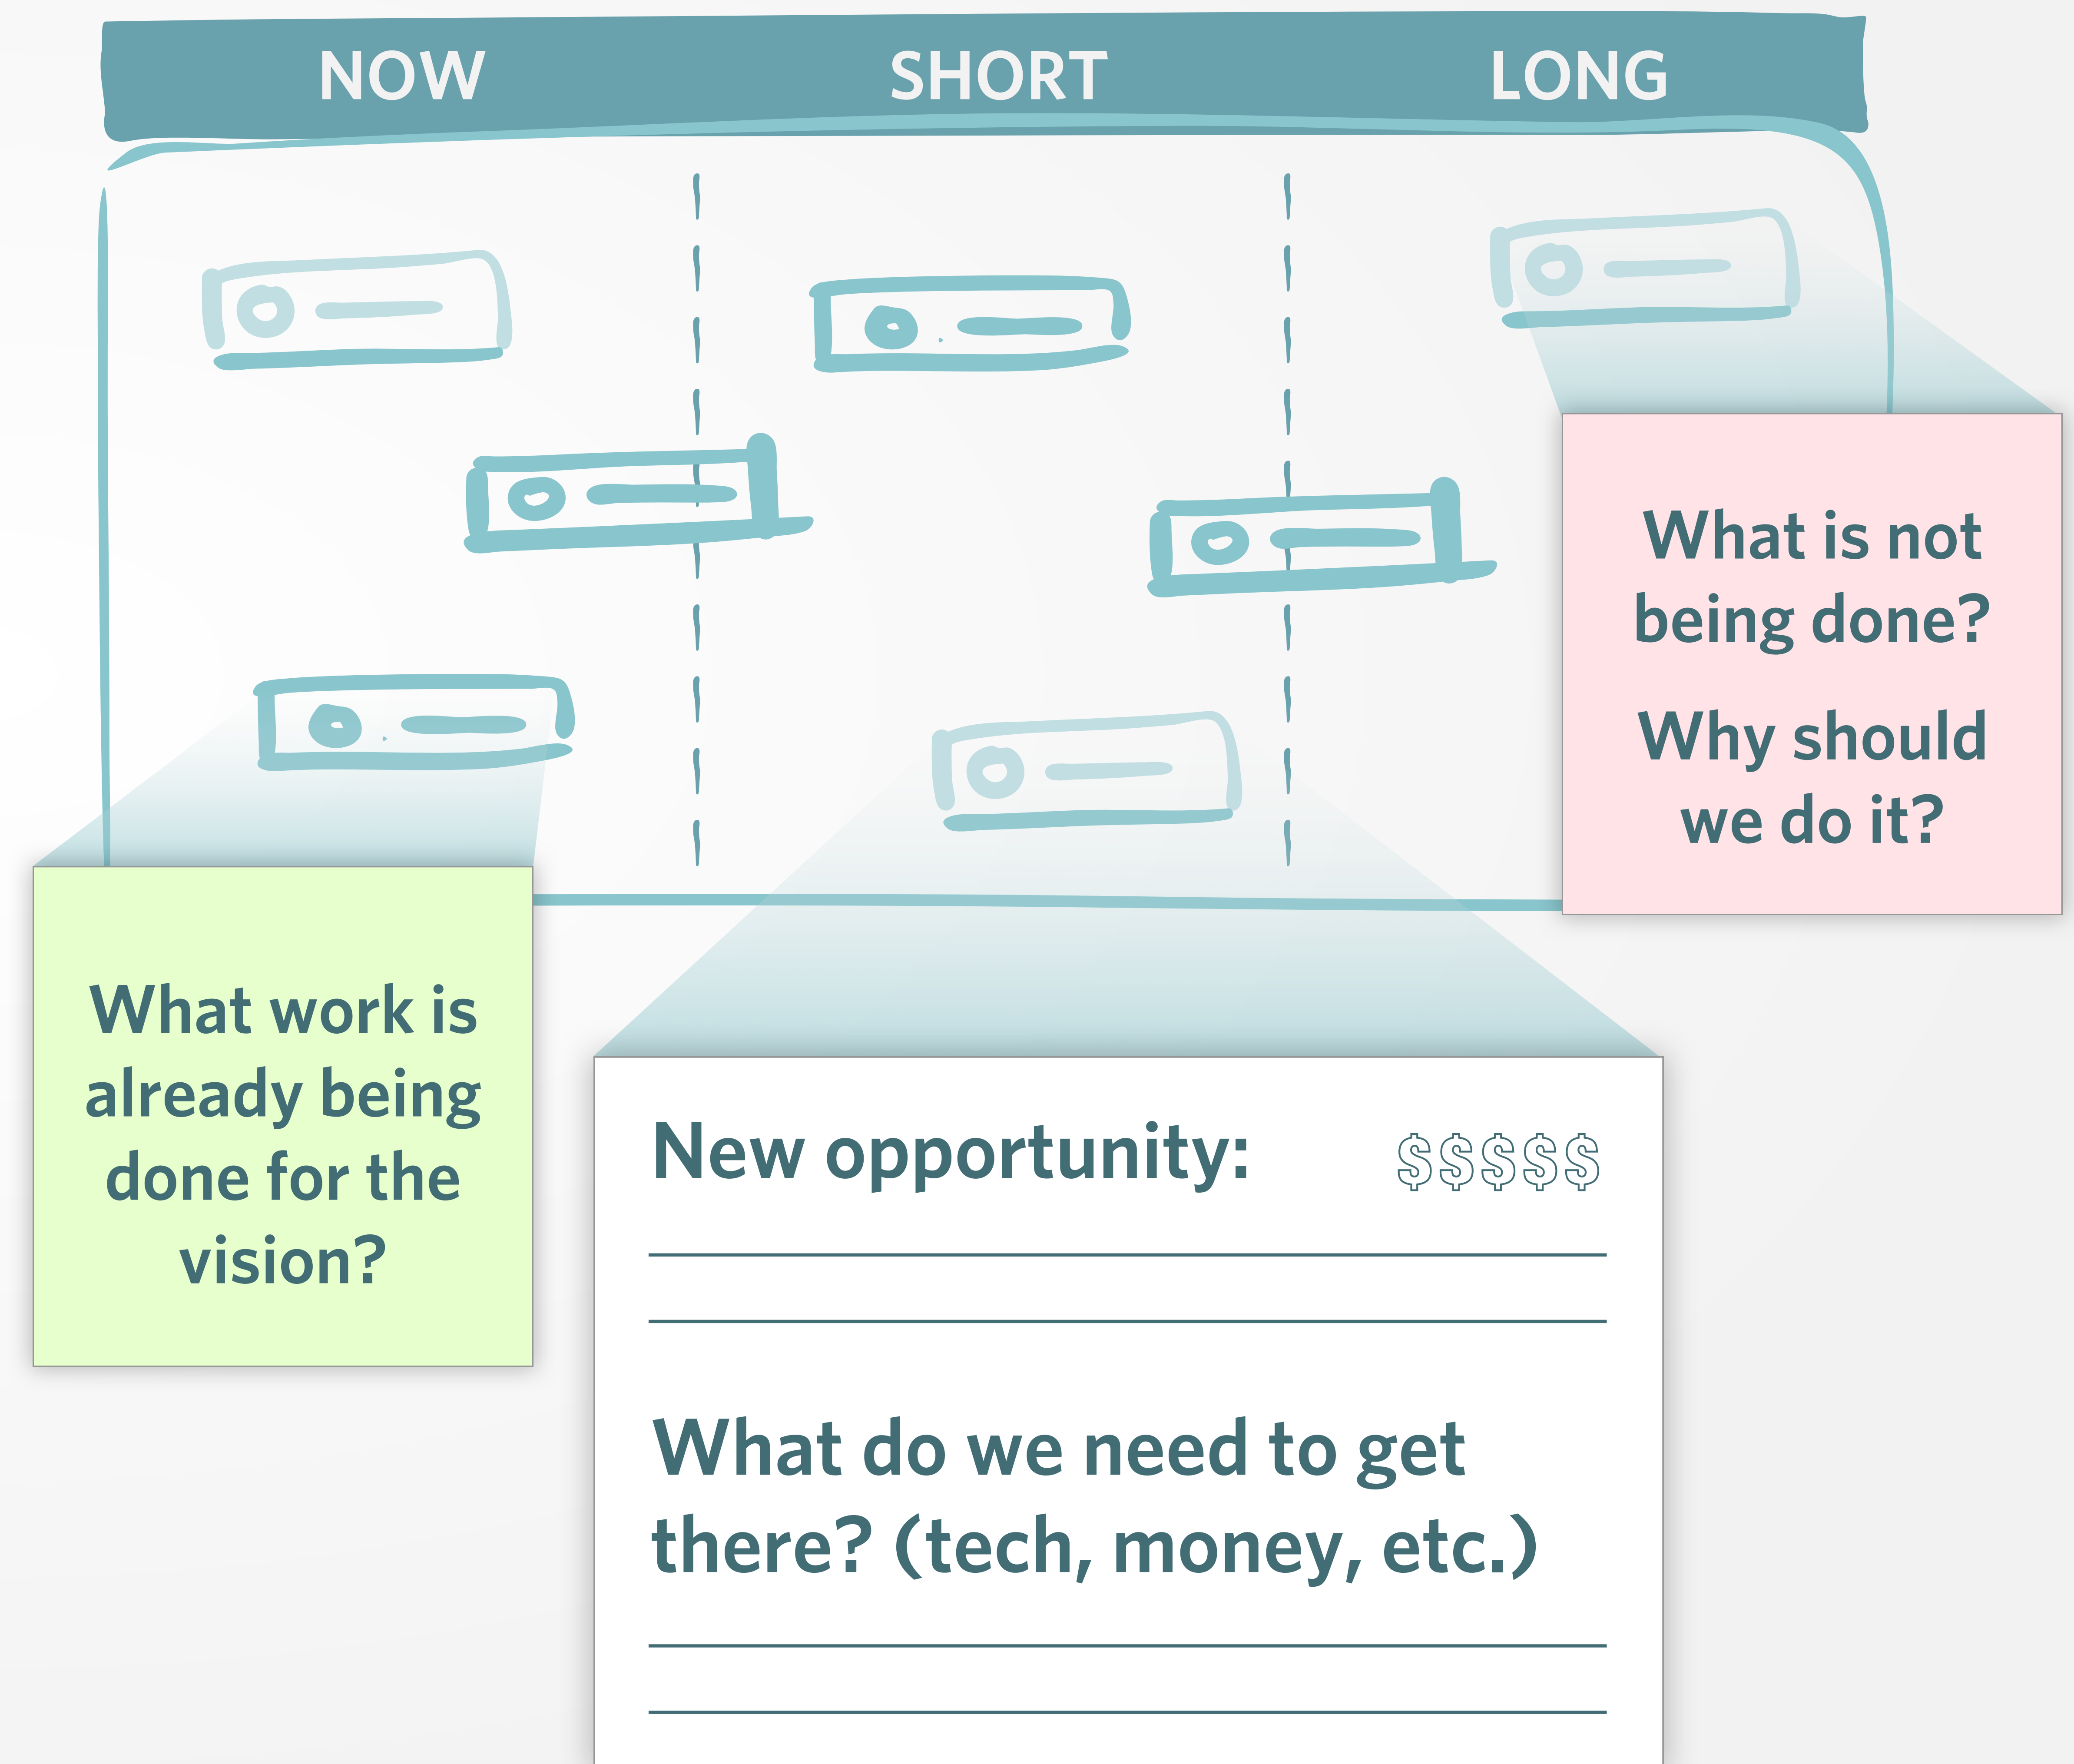 NOW SHORT LONG
What is not
being done?
Why should
we do it?
What work is
already being
done for the
vision?
New opportunity: $$$$$
What do we need to get
there? (tech, money, etc.)